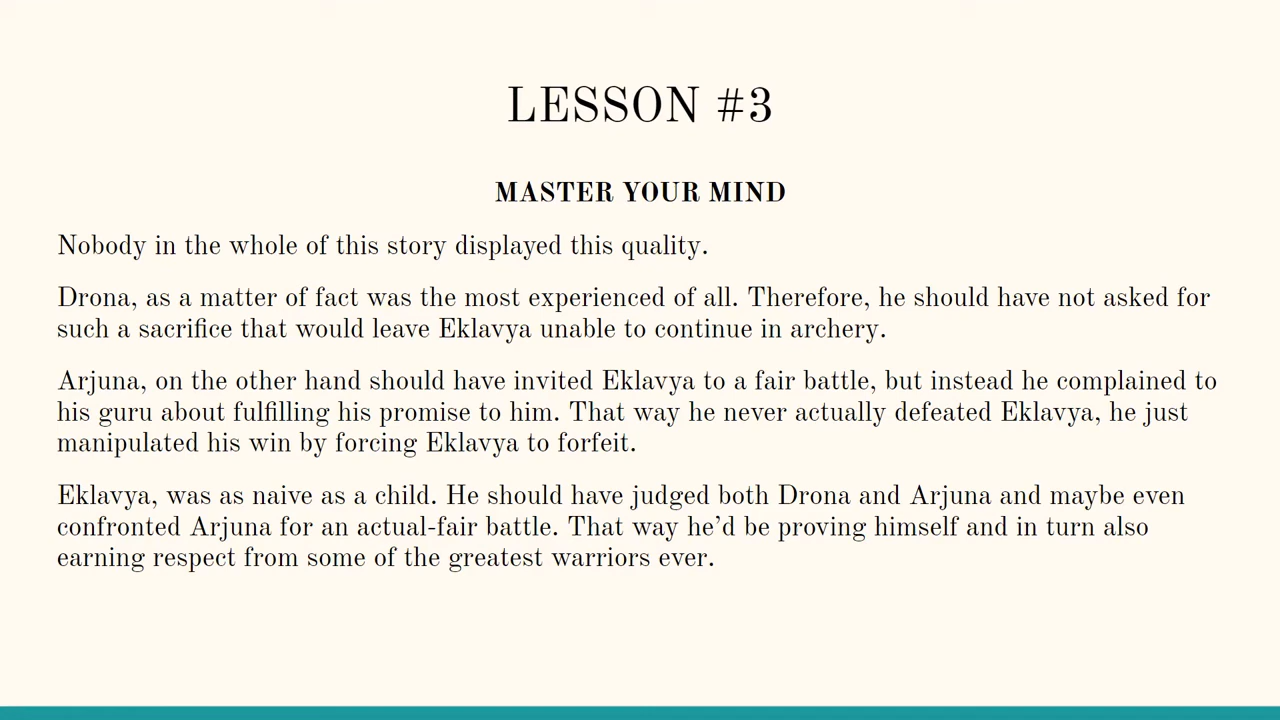 LESSON #3
MASTER YOUR MIND
Nobody in the whole of this story displayed this quality.
Drona, as a matter of fact was the most experienced of all. Therefore, he should have not asked for
such a sacrifice that would leave Eklavya unable to continue in archery.
Arjuna, on the other hand should have invited Eklavya to a fair battle, but instead he complained to
his guru about fulfilling his promise to him. That way he never actually defeated Eklavya, he just
manipulated his win by forcing Eklavya to forfeit.
Eklavya, was as naive as a child. He should have judged both Drona and Arjuna and maybe even
confronted Arjuna for an actual-fair battle. That way he’d be proving himself and in turn also
earning respect from some of the greatest warriors ever.